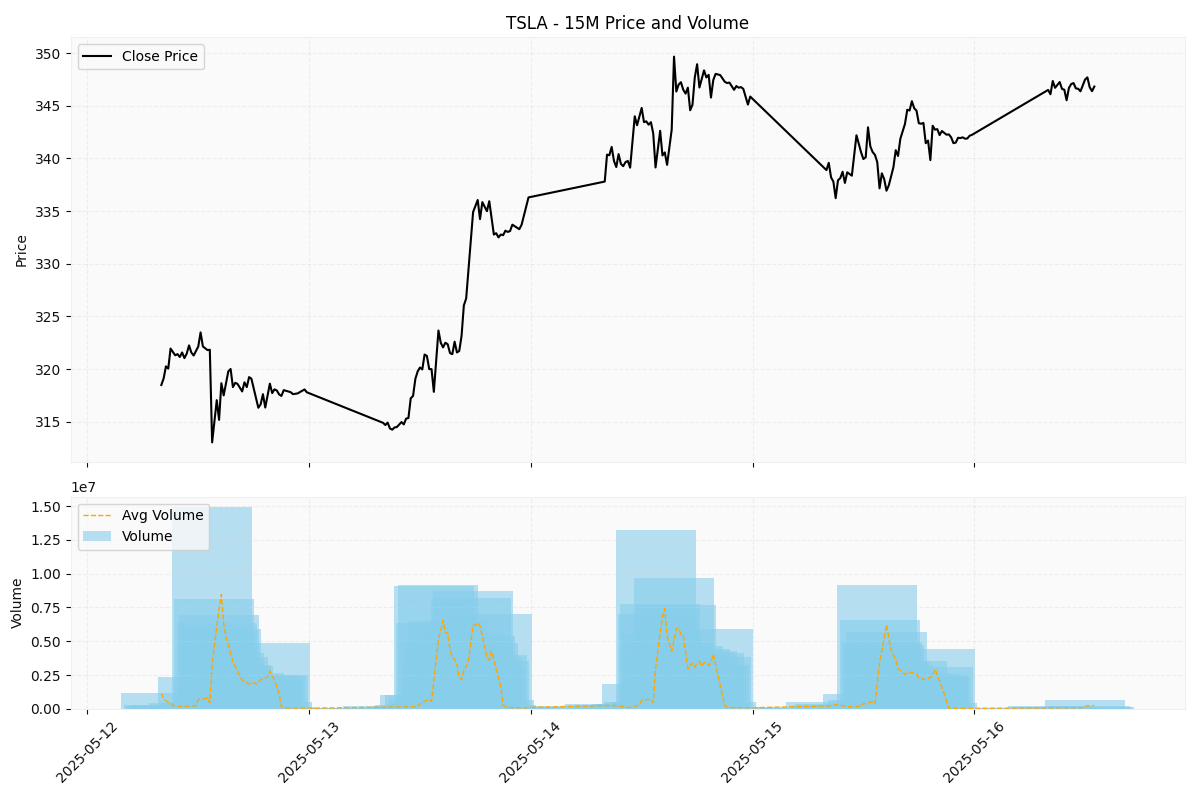 TSLA - 15M Price and Volume
Close Price
350
345
340
335
330
325
320
315
Price
1e7
Avg Volume
Volume
1.50
1.25
1.00
0.75
0.50
0.25
0.00
Volume
2025-05-12
2025-05-13
2025-05-14
2025-05-15
2025-05-16